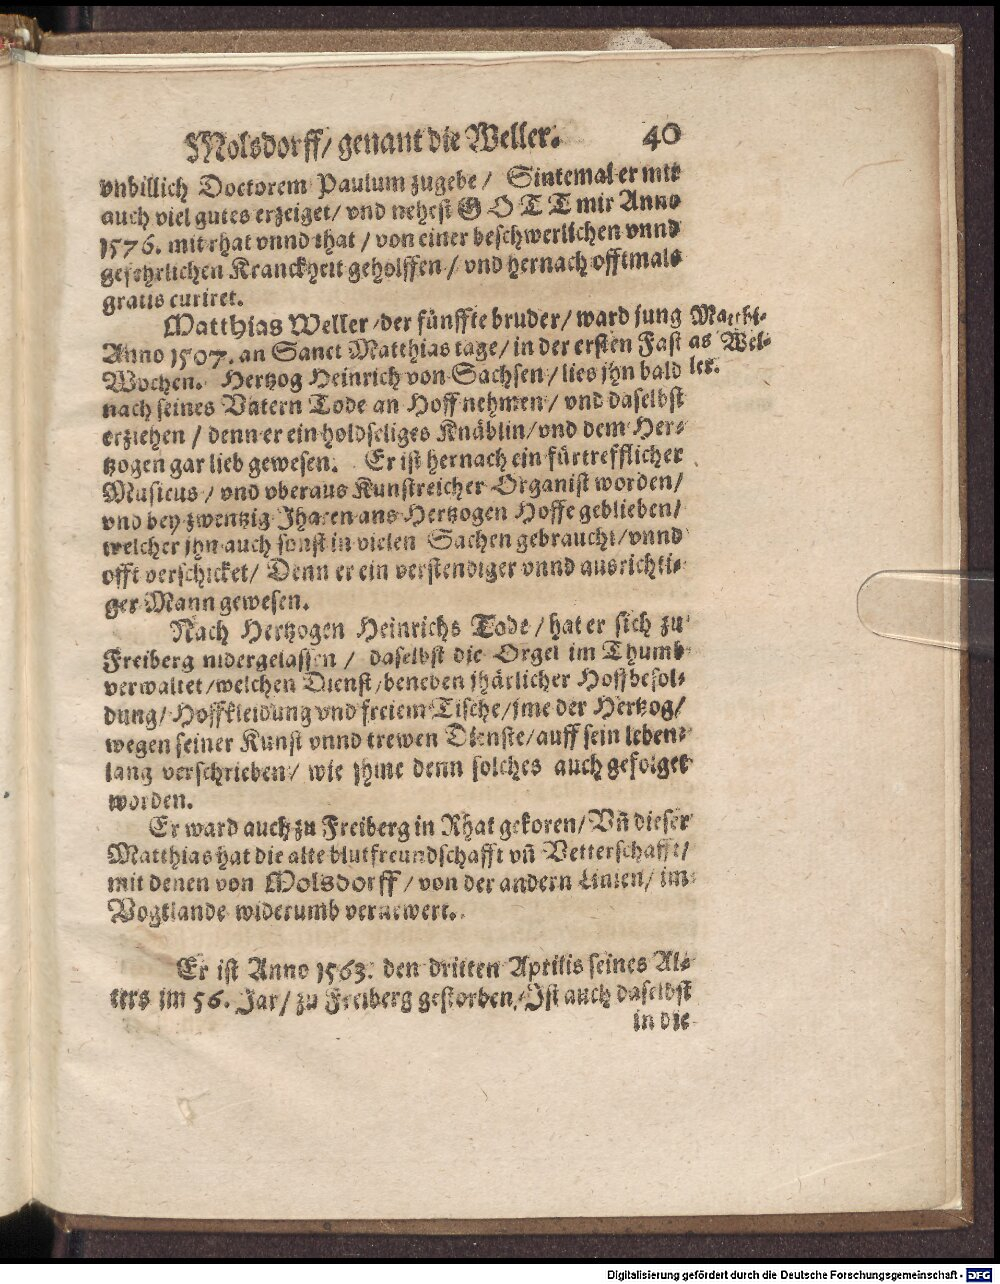 Molsdorff/ genant die Weller. 40
vnbillich Doctorem Paulum zugebe/ Sintemal er mir
auch viel gutes erzeiget/ vnd nehest GOTT mir Anno
1576. mit rhat vnnd that/ von einer beschwerlichen vnnd
gefehrlichen Kranckheit geholffen/ vnd hernach offtmals
gratis curiret.
Matthias Weller/ der fünffte bruder/ ward jung
Anno 1507. an Sanct Matthias tage/ in der ersten Fast
Wochen. Hertzog Heinrich von Sachsen/ lies jhn bald
nach seines Vatern Tode an Hoff nehmen/ vnd daselbst
erziehen/ denn er ein holdseliges Knäblin/ vnd dem Her-
tzogen gar lieb gewesen. Er ist hernach ein fürtrefflicher
Musicus/ vnd vberaus Kunstreicher Organist worden/
vnd bey zwentzig Jharen ans Hertzogen Hoffe geblieben/
welcher jhn auch sonst in vielen Sachen gebraucht/ vnnd
offt verschicket/ Denn er ein verstendiger vnnd ausrichti-
ger Mann gewesen.
Matthi-
as Wel-
ler.
Nach Hertzogen Heinrichs Tode/ hat er sich zu
Freiberg nidergelassen/ daselbst die Orgel im Thumb
verwaltet/ welchen Dienst/ beneben jhärlicher Hoffbesol-
dung/ Hoffkleidung vnd freiem Tische/ jme der Hertzog/
wegen seiner Kunst vnnd trewen Dienste/ auff sein leben-
lang verschrieben/ wie jhme denn solches auch gefolget
worden.
Er ward auch zu Freiberg in Rhat gekoren/ Vñ dieser
Matthias hat die alte blutfreundschafft vñ Vetterschafft/
mit denen von Molsdorff/ von der andern Linien/ im
Vogtlande widerumb vernewert.
Er ist Anno 1563. den dritten Aprilis seines Al-
ters im 56. Jar/ zu Freiberg gestorben/ Ist auch daselbst
in die
Digitalisierung gefördert durch die Deutsche Forschungsgemeinschaft - DFG